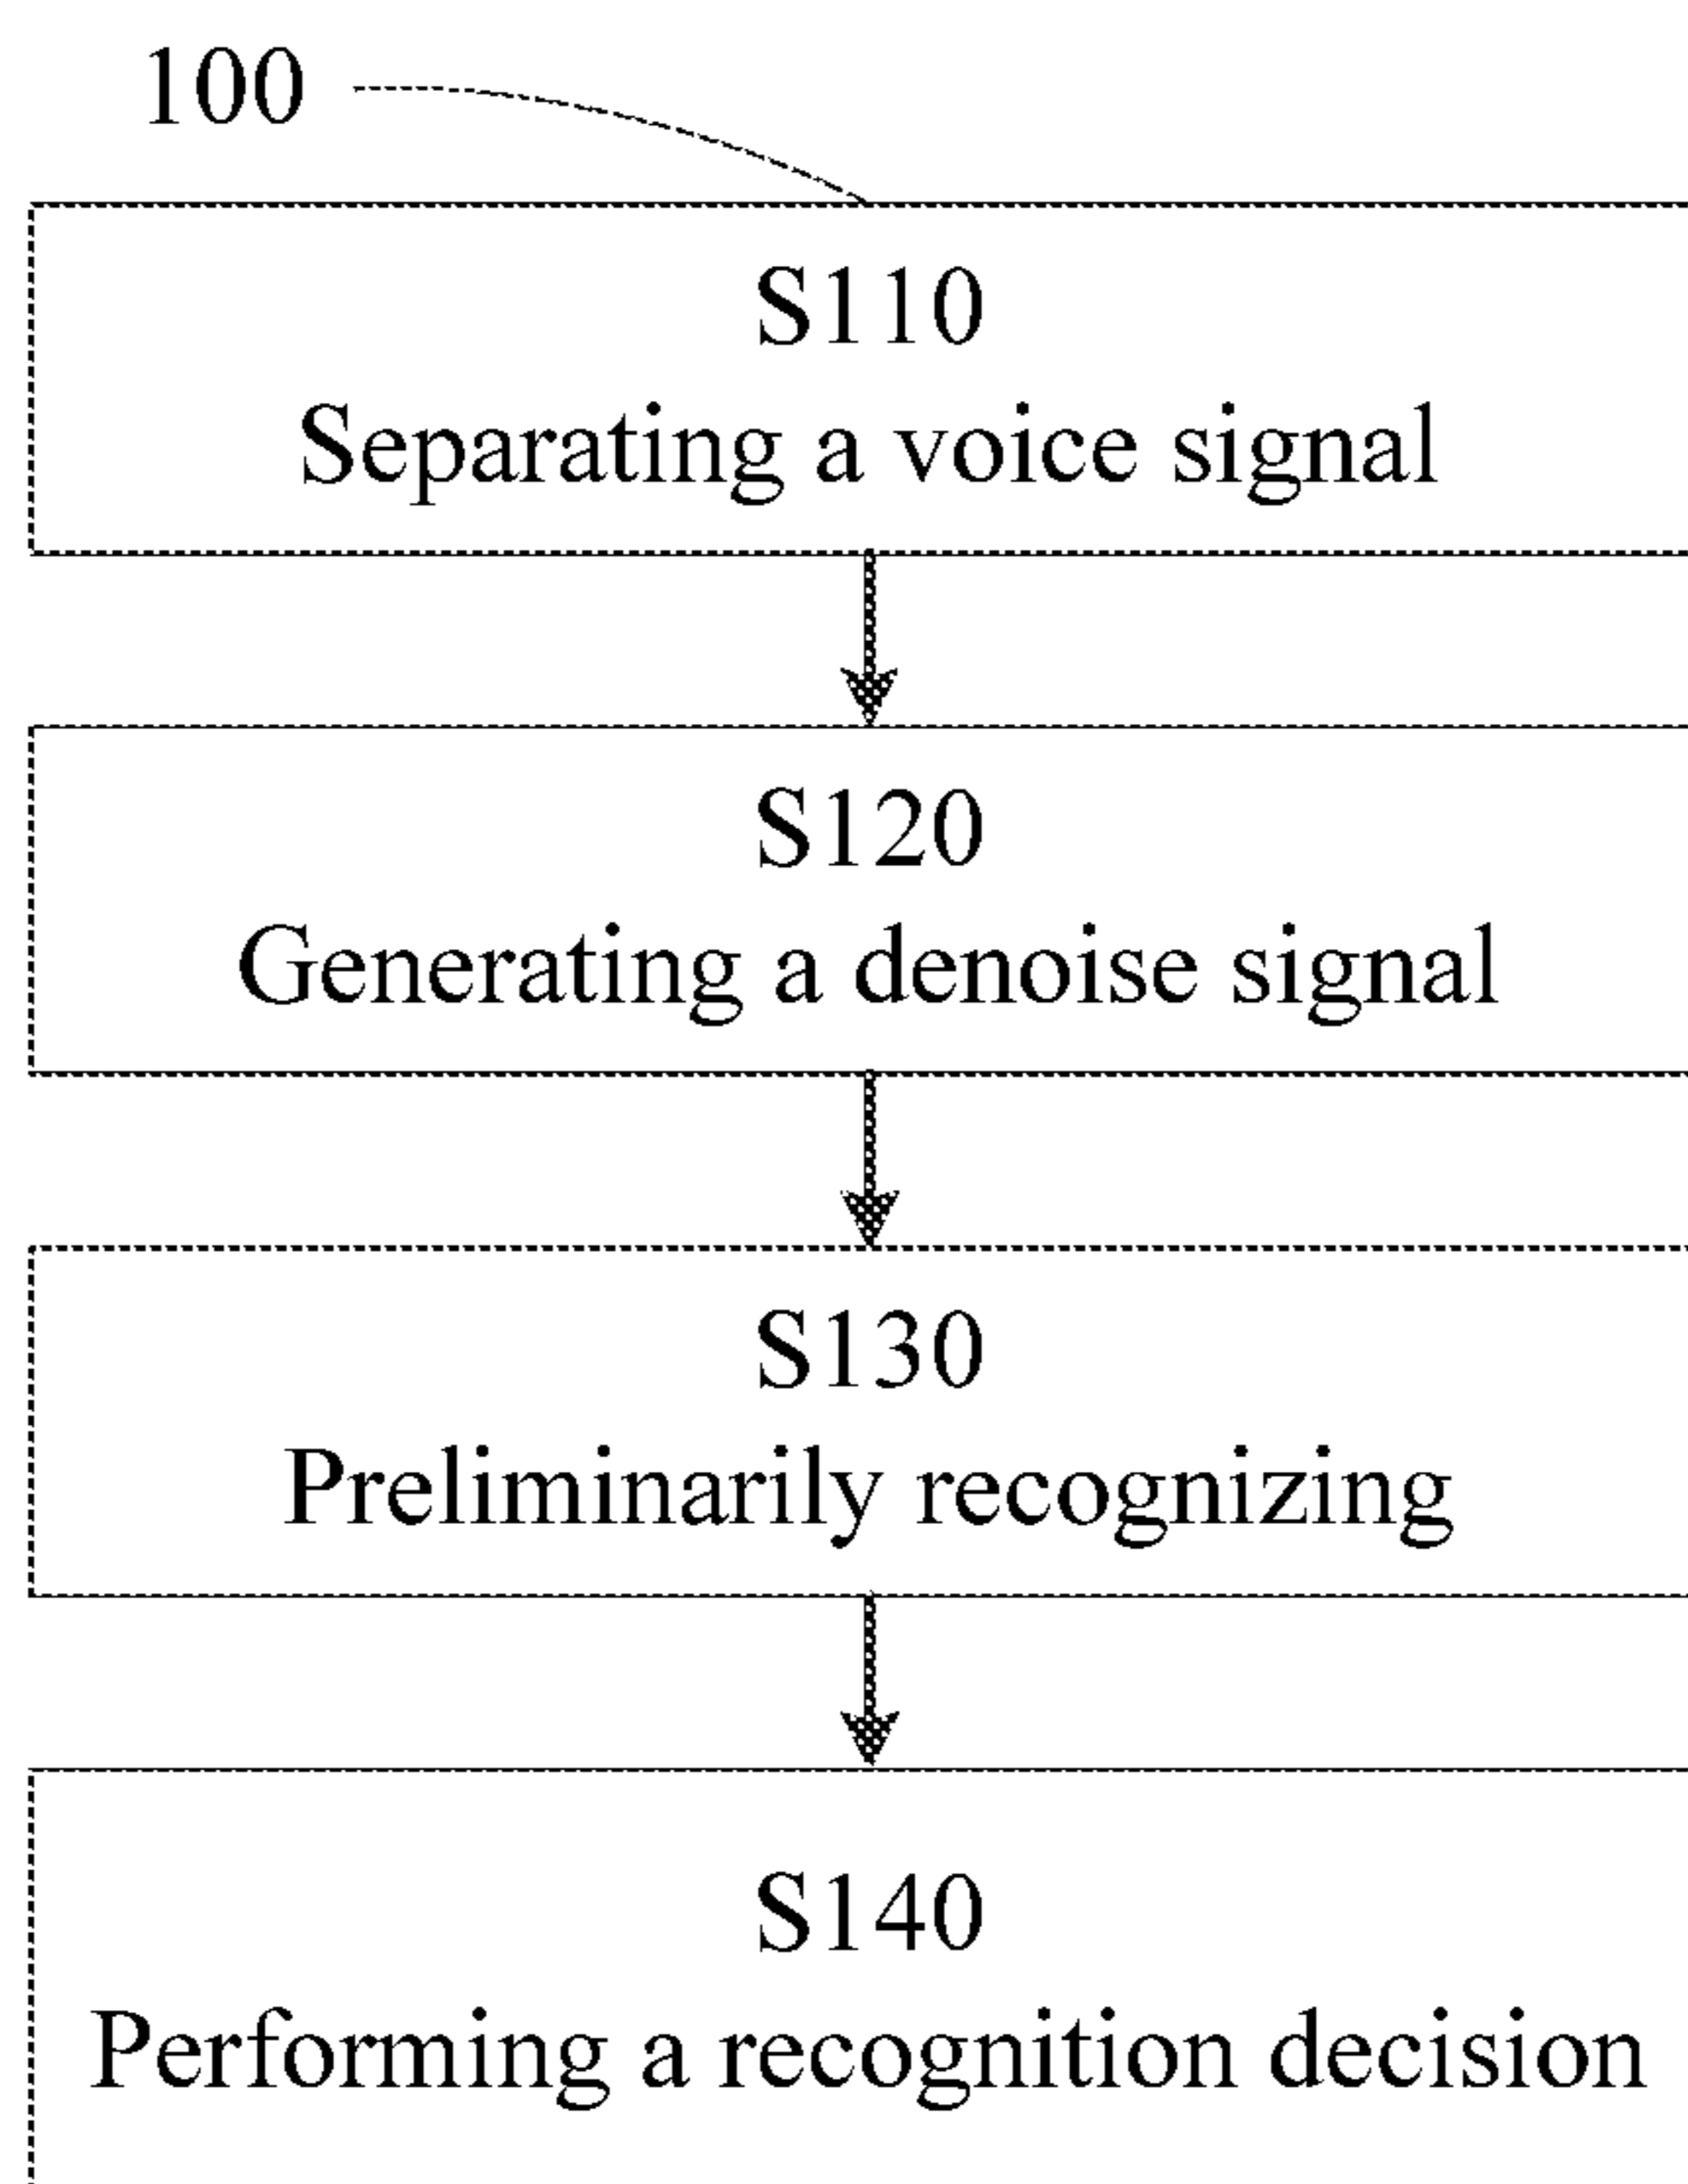 100
S110
Separating a voice signal
S120
Generating a denoise signal
S130
Preliminarily recognizing
S140
Performing a recognition decision